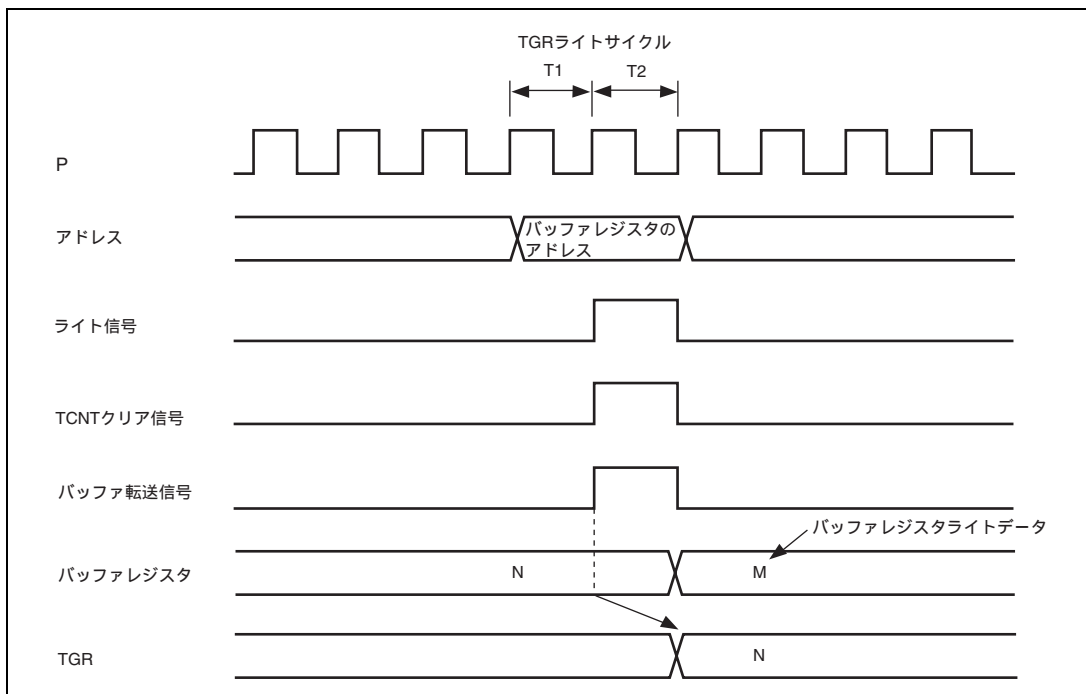 TGRライトサイクル
T1
T2
P
アドレス
バッファレジスタの
アドレス
ライト信号
TCNTクリア信号
バッファ転送信号
バッファレジスタライトデータ
バッファレジスタ
N
M
TGR
N